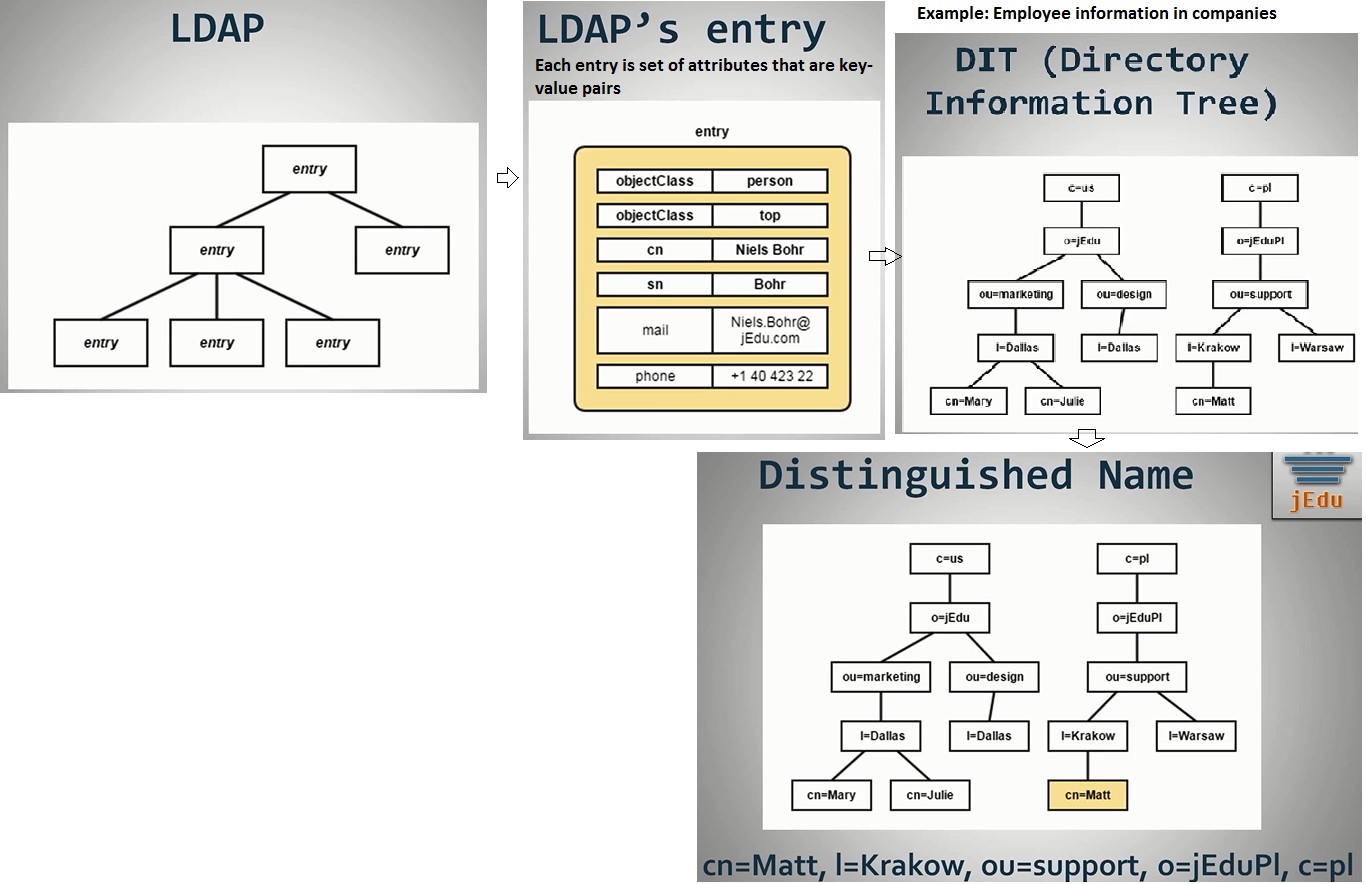 LDAP
entry
entry
entry
entry
entry
entry
LDAP’s entry
Each entry is set of attributes that are key-
value pairs
entry
objectClass person
objectClass top
cn Niels Bohr
sn Bohr
mail Niels.Bohr@
jEdu.com
phone +1 40 423 22
Example: Employee information in companies
DIT (Directory
Information Tree)
c=us c=pl
o=jEdu o=jEduPl
ou=marketing ou=design ou=support
l=Dallas l=Dallas l=Krakow l=Warsaw
cn=Mary cn=Julie cn=Matt
Distinguished Name
jEdu
c=us c=pl
o=jEdu o=jEduPl
ou=marketing ou=design ou=support
l=Dallas l=Dallas l=Krakow l=Warsaw
cn=Mary cn=Julie cn=Matt
cn=Matt, l=Krakow, ou=support, o=jEduPl, c=pl